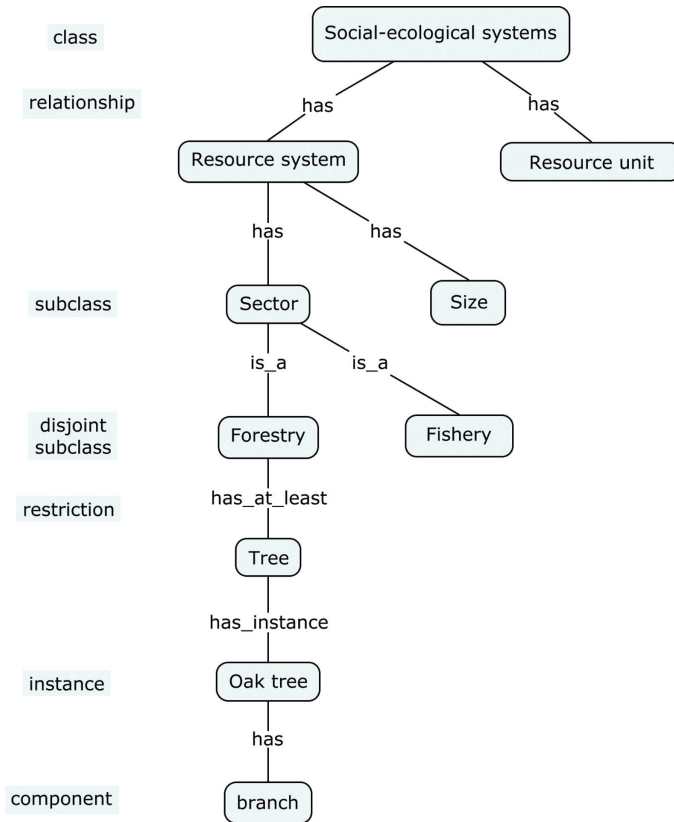 class
Social-ecological systems
relationship
has
has
Resource system
Resource unit
has
has
subclass
Sector
Size
is_a
is_a
disjoint
subclass
Forestry
Fishery
has_at_least
restriction
Tree
has_instance
instance
Oak tree
has
component
branch